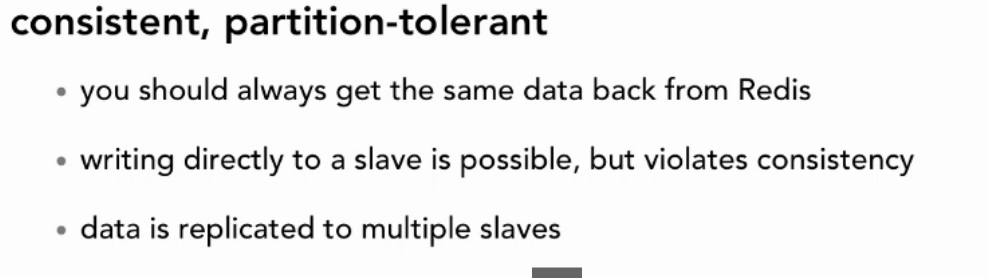 consistent, partition-tolerant
• you should always get the same data back from Redis
• writing directly to a slave is possible, but violates consistency
• data is replicated to multiple slaves